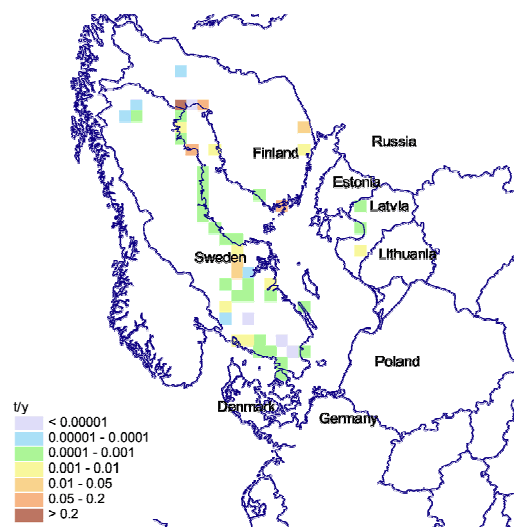 Russia
Finland
Estonia
Latvia
Lithuania
Sweden
Poland
Denmark
Germany
t/y
< 0.00001
0.00001 - 0.0001
0.0001 - 0.001
0.001 - 0.01
0.01 - 0.05
0.05 - 0.2
> 0.2